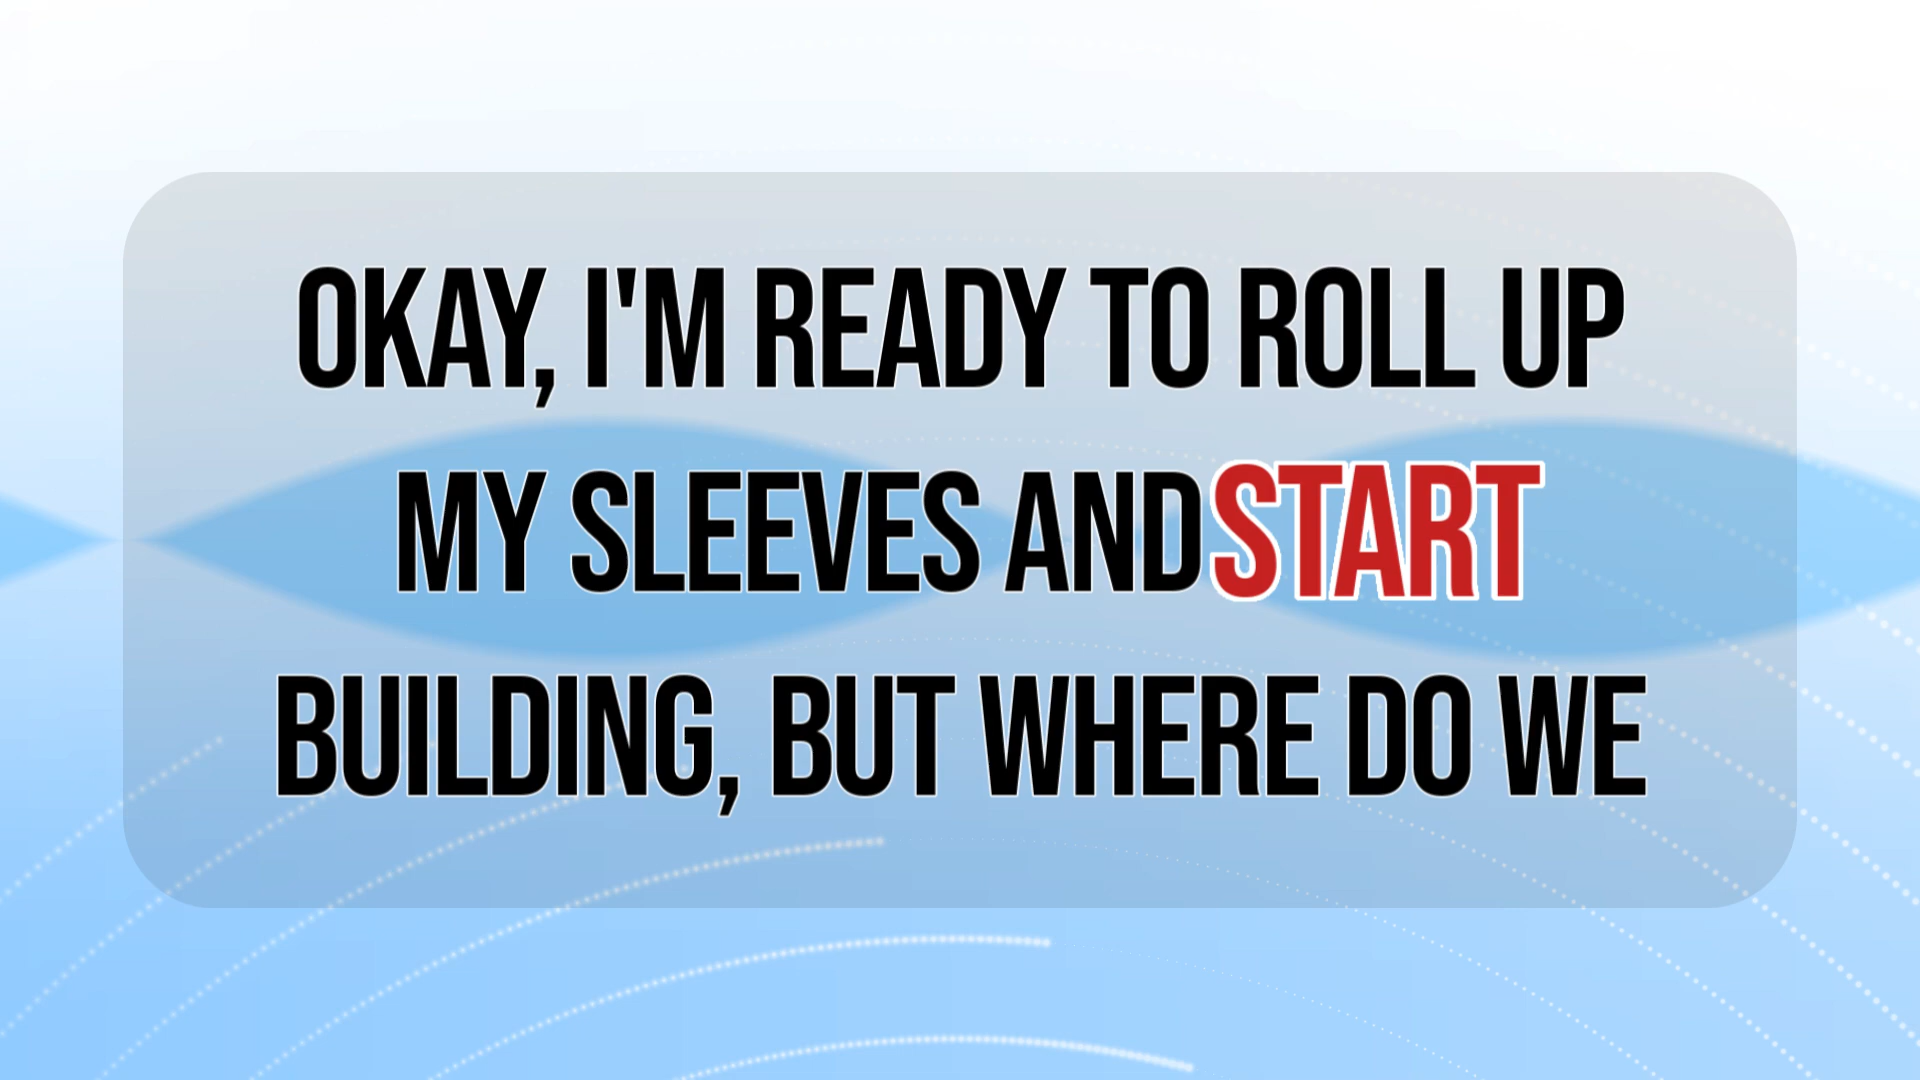 OKAY, I'M READY TO ROLL UP
MY SLEEVES AND START
BUILDING, BUT WHERE DO WE